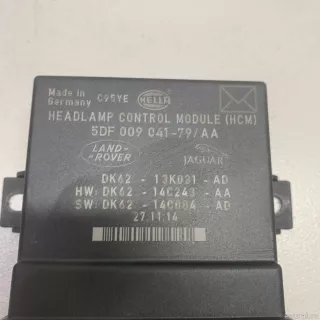 Made in
Germany C95YE HELLA
HEADLAMP CONTROL MODULE (HCM)
5DF 009 041-79/AA
LAND-
ROVER JAGUAR
DK62 - 13K031 - AD
HW: DK62 - 14C243 - AA
SW: DK62 - 14C084 - AD
27.11.14